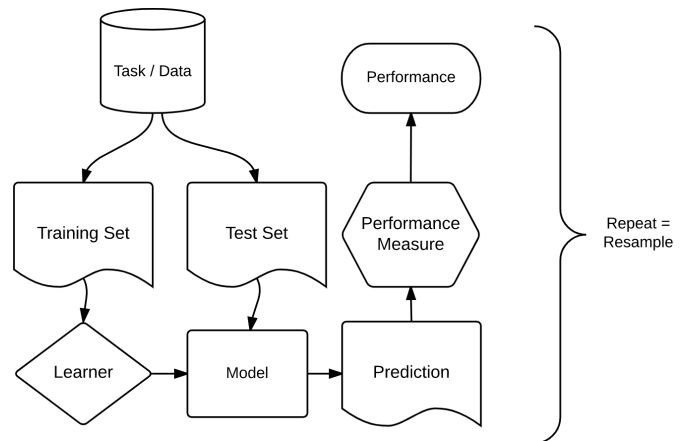 Task / Data
Performance
Training Set
Test Set
Performance
Measure
Repeat =
Resample
Learner
Model
Prediction